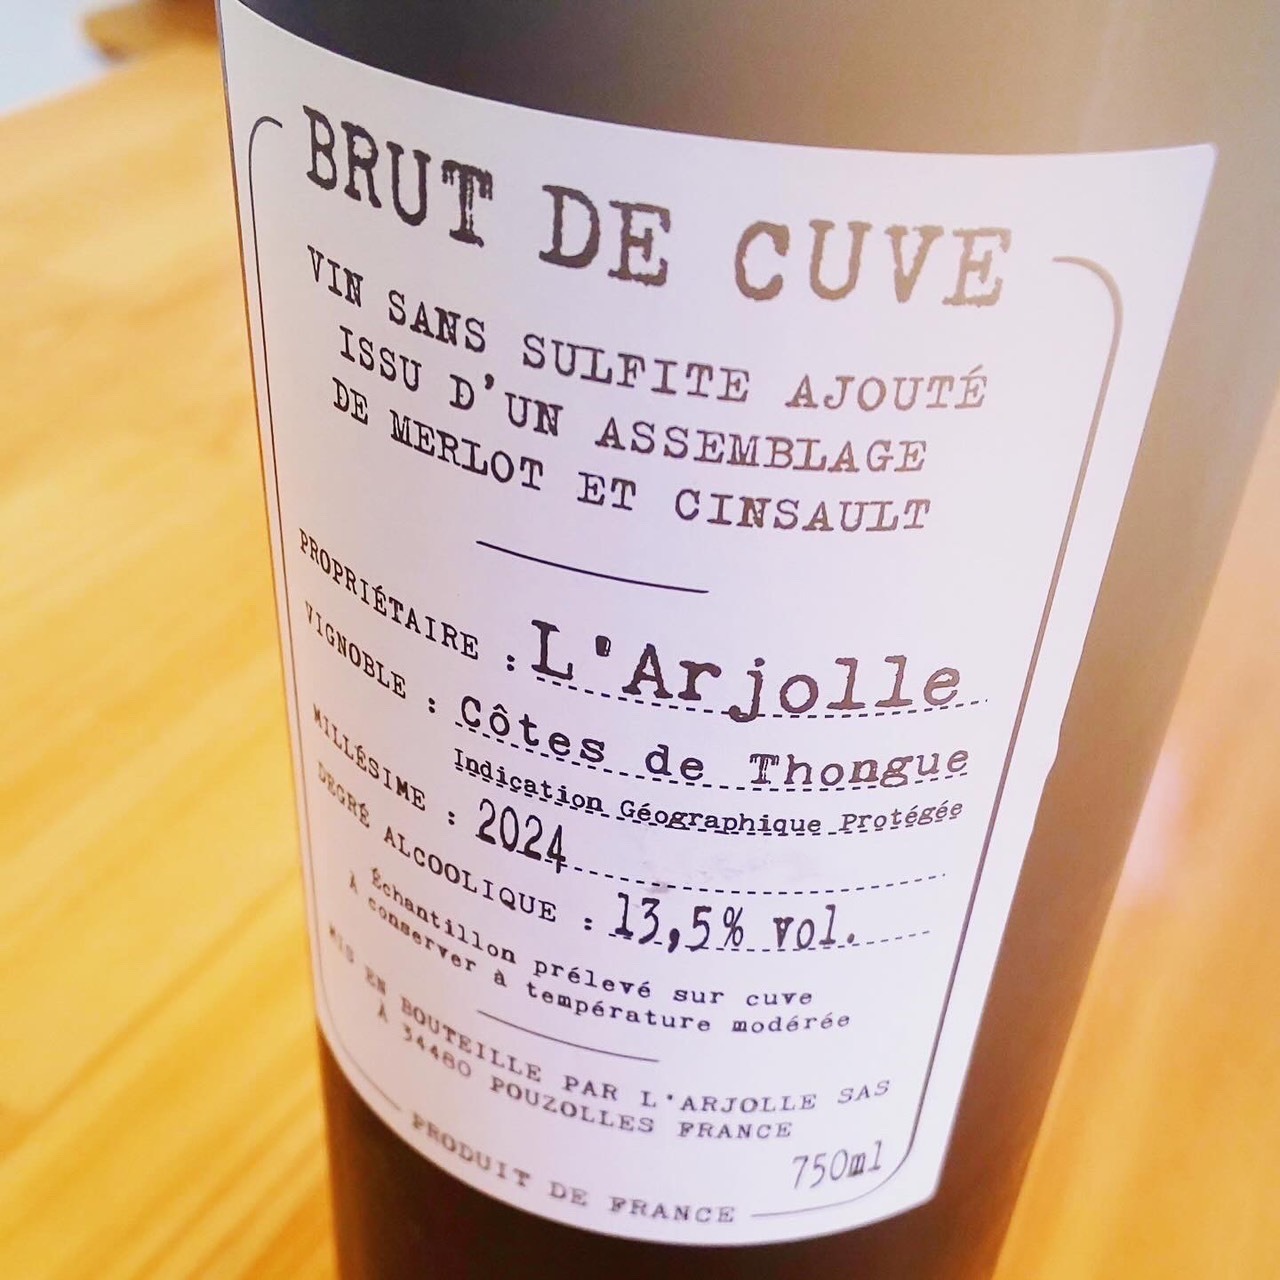 BRUT DE CUVE
VIN SANS SULFITE AJOUTÉ
ISSU D'UN ASSEMBLAGE
DE MERLOT ET CINSAULT
PROPRIÉTAIRE : L'Arjolle
VIGNOBLE : Côtes de Thongue
Indication Géographique Protégée
MILLÉSIME : 2024
DEGRÉ ALCOOLIQUE : 13,5% vol.
Échantillon prélevé sur cuve
À conserver à température modérée
MIS EN BOUTEILLE PAR L'ARJOLLE SAS
À 34480 POUZOLLES FRANCE
750ml
PRODUIT DE FRANCE